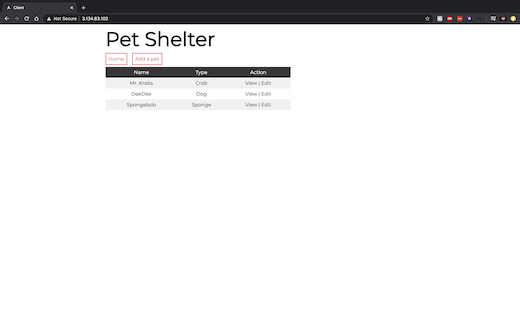 Client
Not Secure | 3.134.83.102
Pet Shelter
Home Add a pet
Name Type Action
Mr. Krabs Crab View | Edit
DeeDee Dog View | Edit
Spongebob Sponge View | Edit